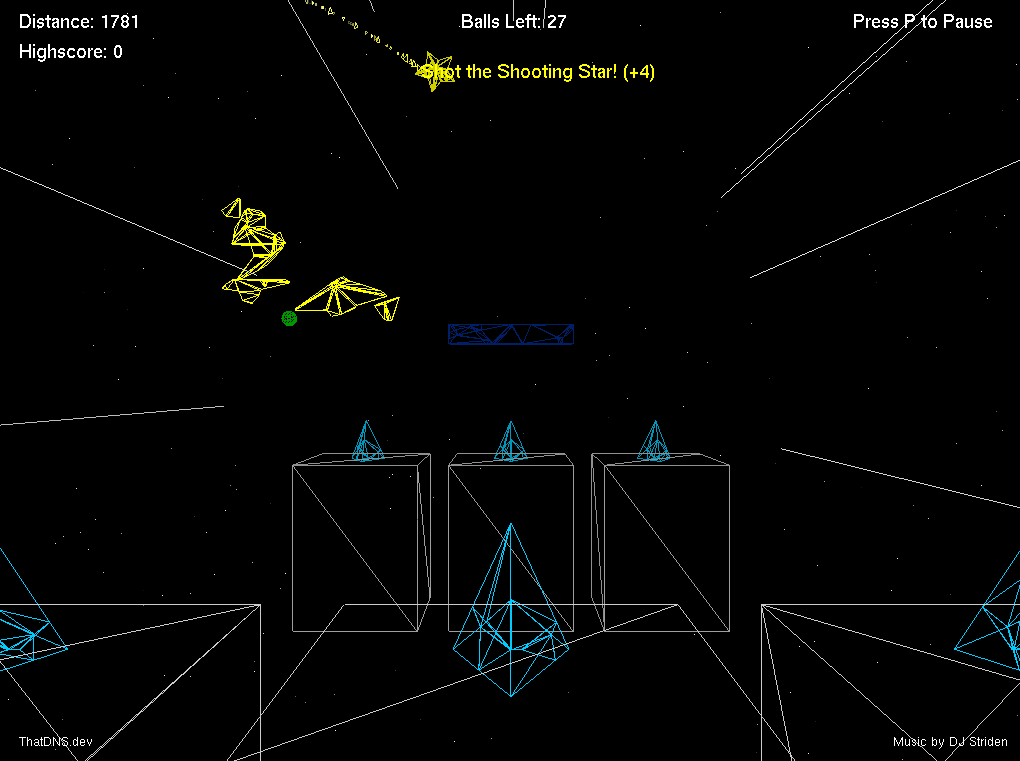 Distance: 1781
Balls Left: 27
Press P to Pause
Highscore: 0
Shot the Shooting Star! (+4)
ThatDNS.dev
Music by DJ Striden